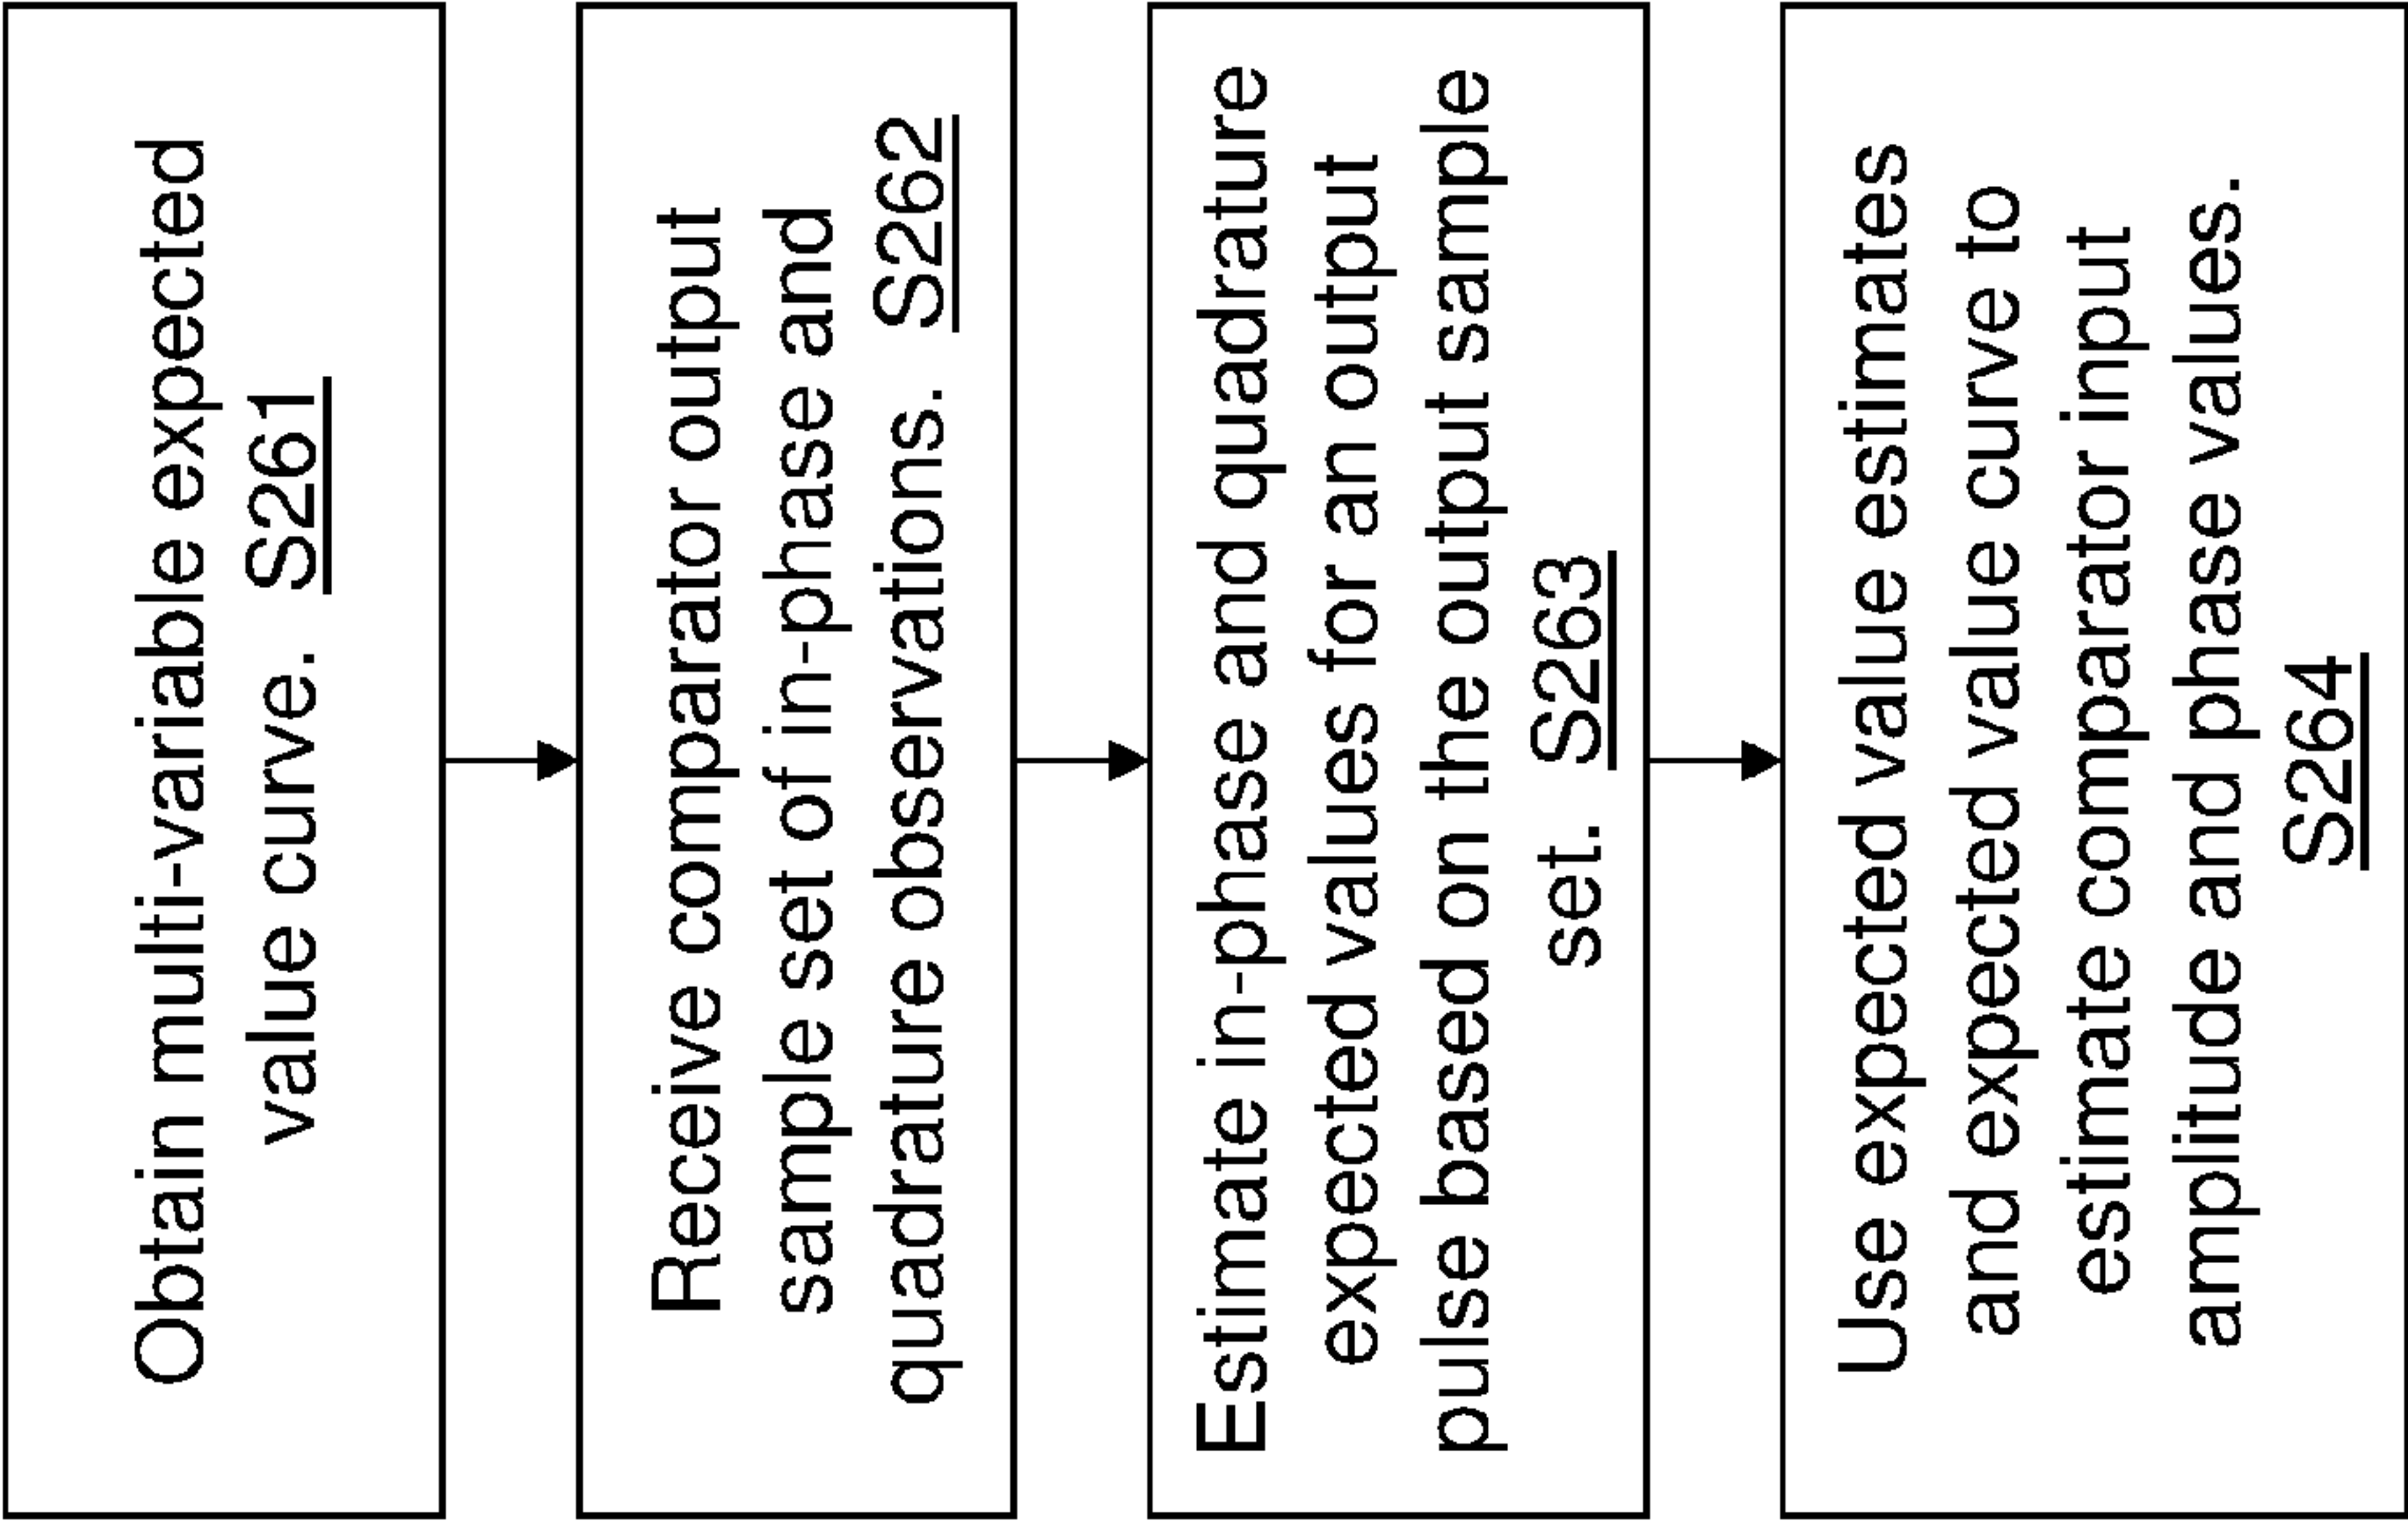 Obtain multi-variable expected
value curve. S261
Receive comparator output
sample set of in-phase and
quadrature observations. S262
Estimate in-phase and quadrature
expected values for an output
pulse based on the output sample
set. S263
Use expected value estimates
and expected value curve to
estimate comparator input
amplitude and phase values.
S264